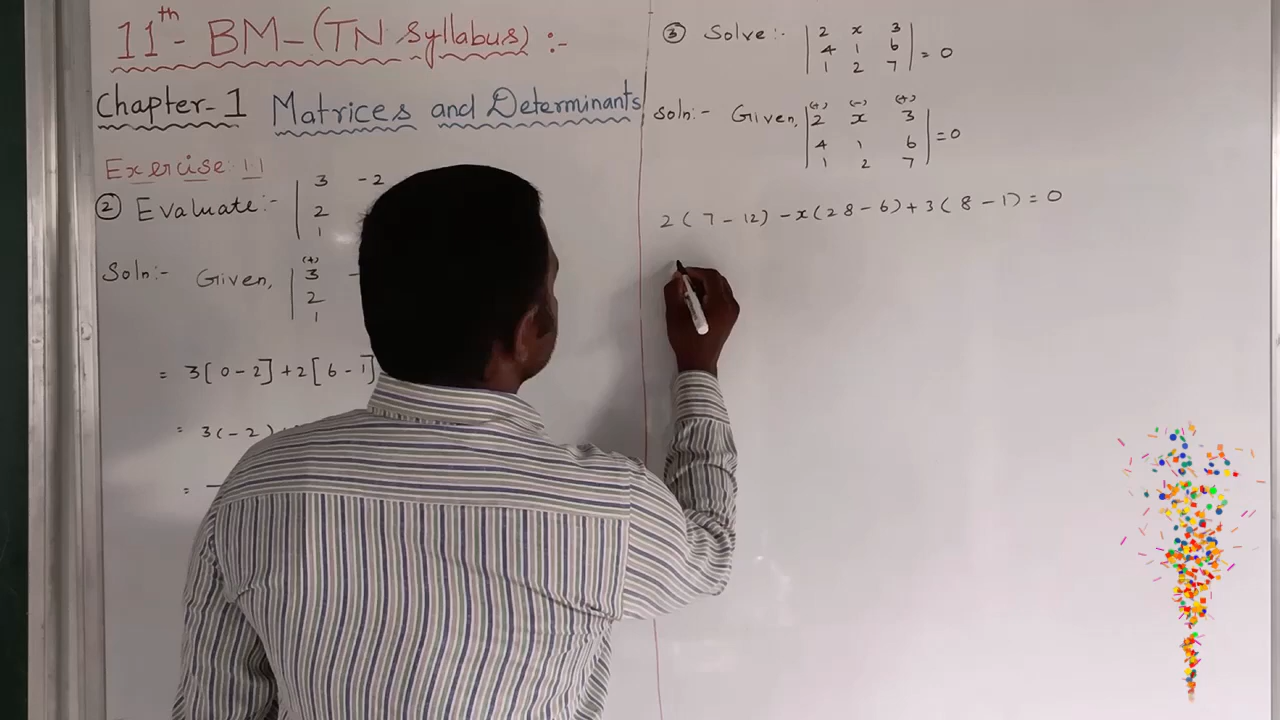 11th - BM - (TN Syllabus) :-
Chapter - 1 Matrices and Determinants
Exercise 1.1
② Evaluate:- | 3 -2
2
1
Soln:- Given, | (+)
3 -
2
1
= 3[0-2] +2[6-1]
= 3(-2)
=
③ Solve:- | 2 x 3
4 1 6
1 2 7 | = 0
Soln:- Given, | (+) (-) (+)
2 x 3
4 1 6
1 2 7 | = 0
2(7-12) - x(28-6) + 3(8-1) = 0